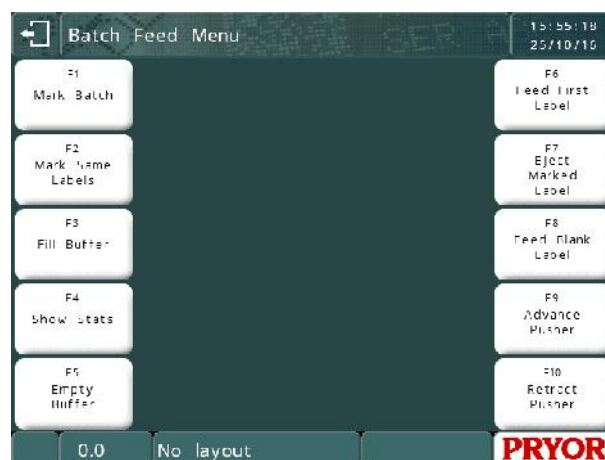 Batch Feed Menu
15:55:18
25/10/16
F1
Mark Batch
F2
Mark Same
Labels
F3
Fill Buffer
F4
Show Stats
F5
Empty
Buffer
F6
Feed First
Label
F7
Eject
Marked
Label
F8
Feed Blank
Label
F9
Advance
Pusher
F10
Retract
Pusher
0.0
No layout
PRYOR